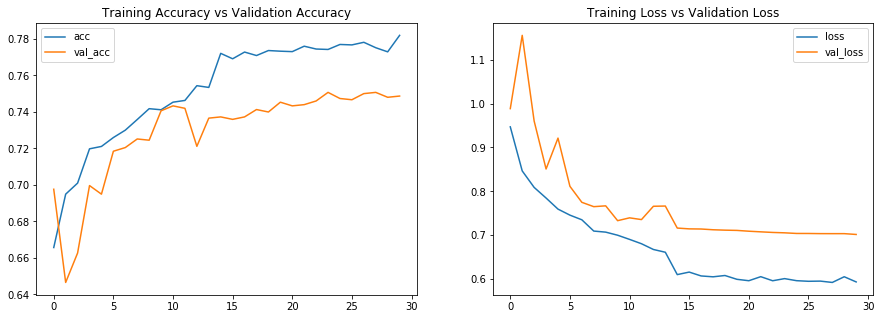 Training Accuracy vs Validation Accuracy
acc
val_acc
0.78
0.76
0.74
0.72
0.70
0.68
0.66
0.64
0 5 10 15 20 25 30
Training Loss vs Validation Loss
loss
val_loss
1.1
1.0
0.9
0.8
0.7
0.6
0 5 10 15 20 25 30